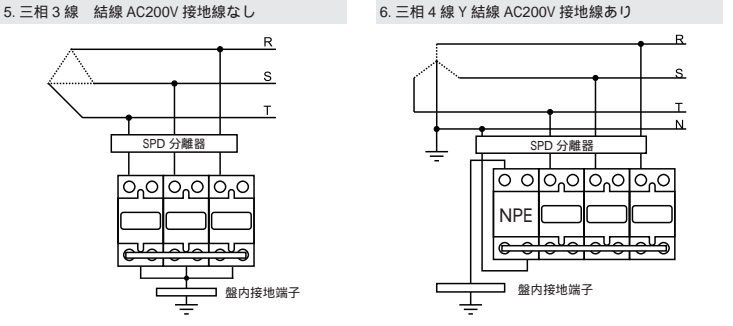 5. 三相3線　結線 AC200V 接地線なし
R
S
T
SPD 分離器
盤内接地端子
6. 三相4線 Y 結線 AC200V 接地線あり
R
S
T
N
SPD 分離器
NPE
盤内接地端子